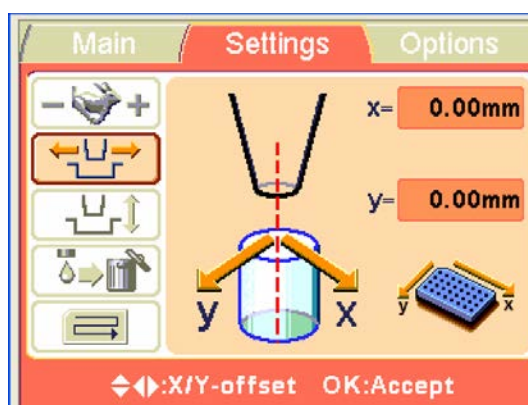 Main Settings Options
- +
x= 0.00mm
y= 0.00mm
y x
y x
:X/Y-offset OK:Accept